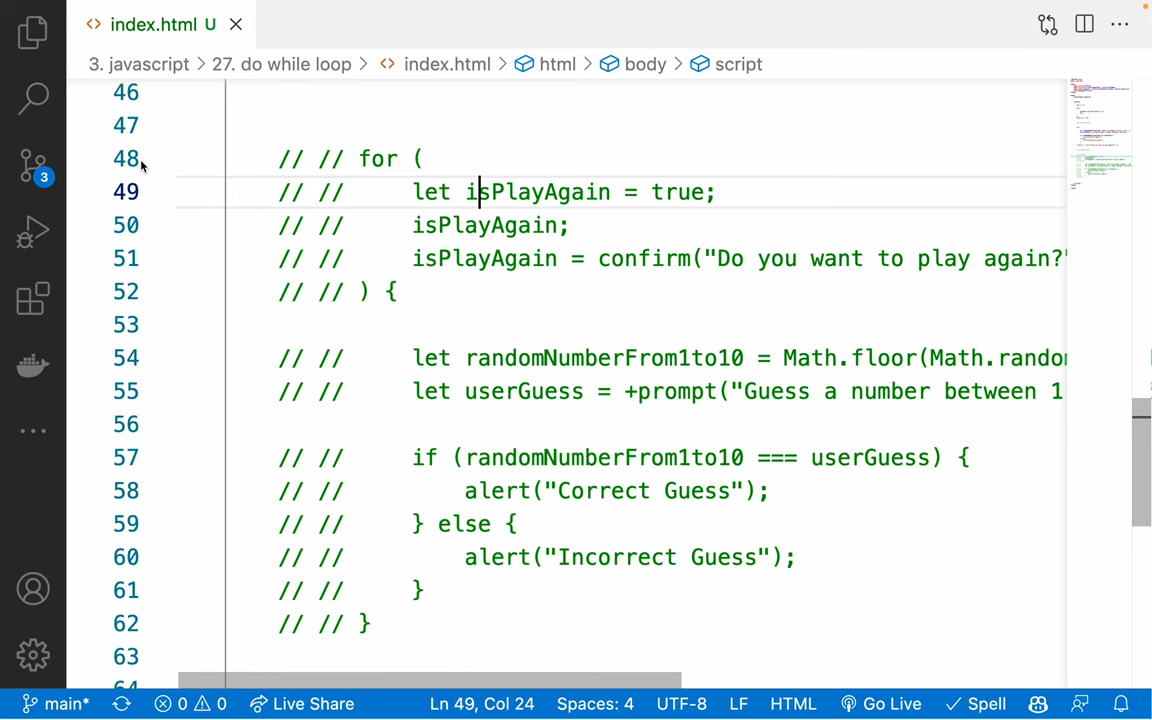 index.html U
3. javascript > 27. do while loop > index.html > html > body > script
46
47
48 // // for (
49 // // let isPlayAgain = true;
50 // // isPlayAgain;
51 // // isPlayAgain = confirm("Do you want to play again?"
52 // // ) {
53
54 // // let randomNumberFrom1to10 = Math.floor(Math.random
55 // // let userGuess = +prompt("Guess a number between 1
56
57 // // if (randomNumberFrom1to10 === userGuess) {
58 // // alert("Correct Guess");
59 // // } else {
60 // // alert("Incorrect Guess");
61 // // }
62 // // }
63
64
3
main* 0 0 Live Share Ln 49, Col 24 Spaces: 4 UTF-8 LF HTML Go Live Spell